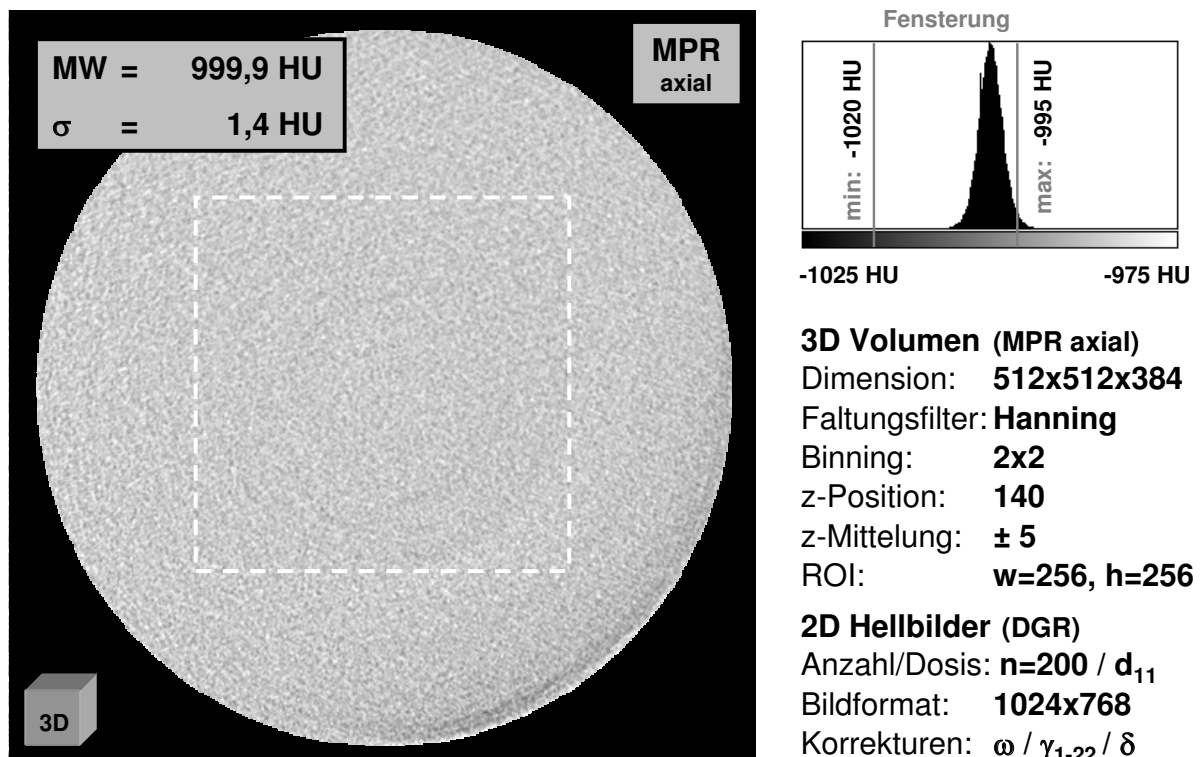 MW = 999,9 HU
σ = 1,4 HU
MPR
axial
3D
Fensterung
min: -1020 HU
max: -995 HU
-1025 HU -975 HU
3D Volumen (MPR axial)
Dimension: 512x512x384
Faltungsfilter: Hanning
Binning: 2x2
z-Position: 140
z-Mittelung: ± 5
ROI: w=256, h=256
2D Hellbilder (DGR)
Anzahl/Dosis: n=200 / d11
Bildformat: 1024x768
Korrekturen: ω / γ1-22 / δ